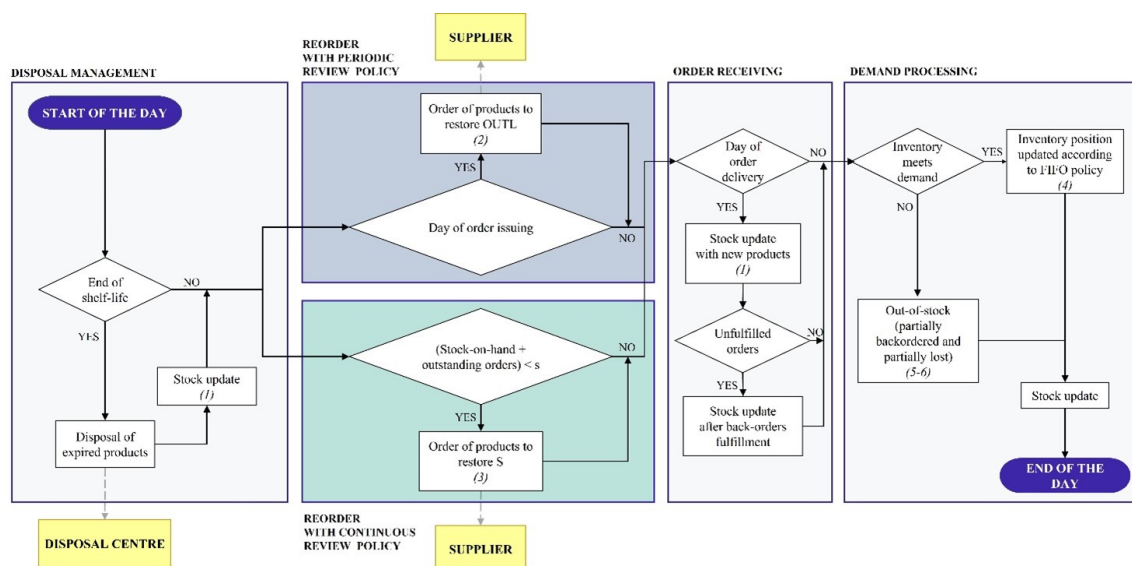 DISPOSAL MANAGEMENT
START OF THE DAY
End of
shelf-life
NO
YES
Stock update
(1)
Disposal of
expired products
DISPOSAL CENTRE
SUPPLIER
REORDER
WITH PERIODIC
REVIEW POLICY
Order of products to
restore OUTL
(2)
YES
Day of order issuing
NO
(Stock-on-hand +
outstanding orders) < s
NO
YES
Order of products to
restore S
(3)
REORDER
WITH CONTINUOUS
REVIEW POLICY
SUPPLIER
ORDER RECEIVING
Day of
order
delivery
NO
YES
Stock update
with new products
(1)
Unfulfilled
orders
NO
YES
Stock update
after back-orders
fulfillment
DEMAND PROCESSING
Inventory
meets
demand
YES
Inventory position
updated according
to FIFO policy
(4)
NO
Out-of-stock
(partially
backordered and
partially lost)
(5-6)
Stock update
END OF THE
DAY